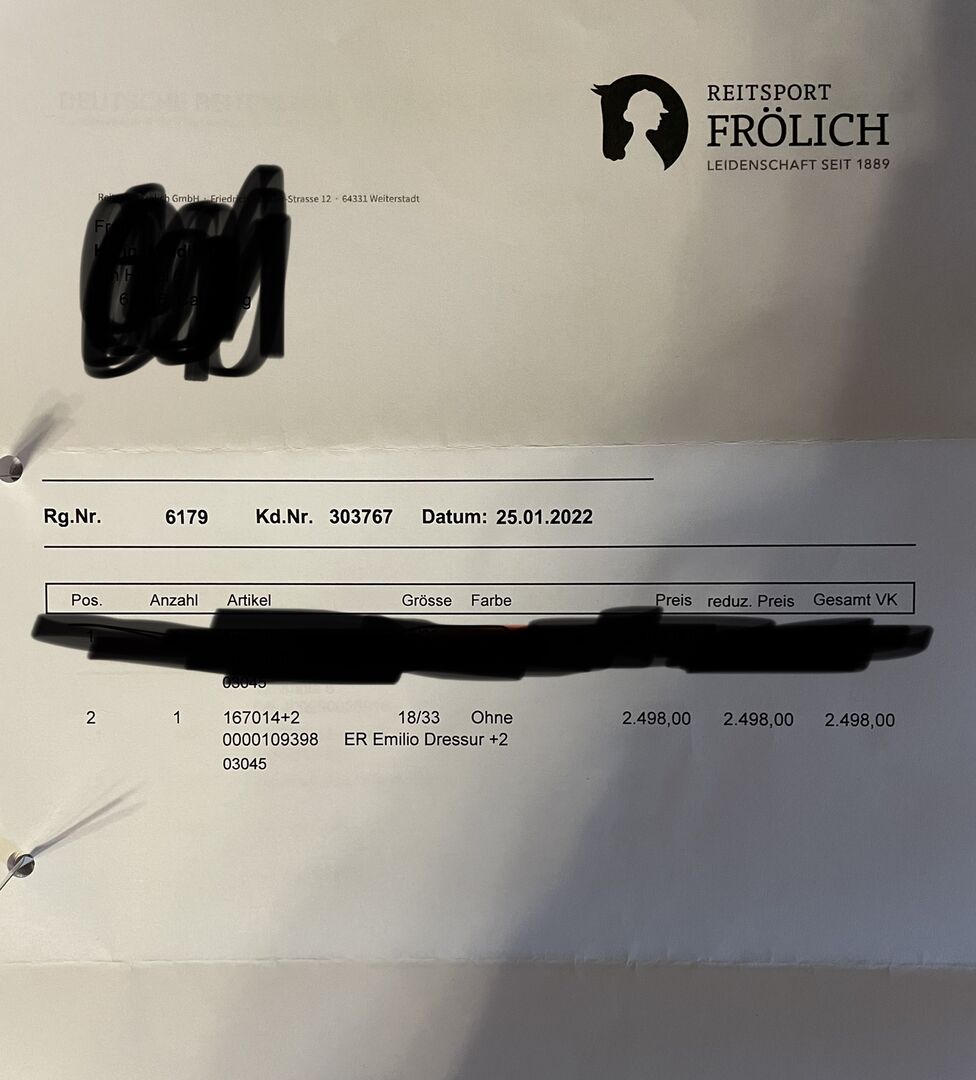 REITSPORT
FRÖLICH
LEIDENSCHAFT SEIT 1889
GmbH · -Strasse 12 · 64331 Weiterstadt
Rg.Nr. 6179 Kd.Nr. 303767 Datum: 25.01.2022
Pos. Anzahl Artikel Grösse Farbe Preis reduz. Preis Gesamt VK
1
03045
2 1 167014+2 18/33 Ohne 2.498,00 2.498,00 2.498,00
0000109398 ER Emilio Dressur +2
03045